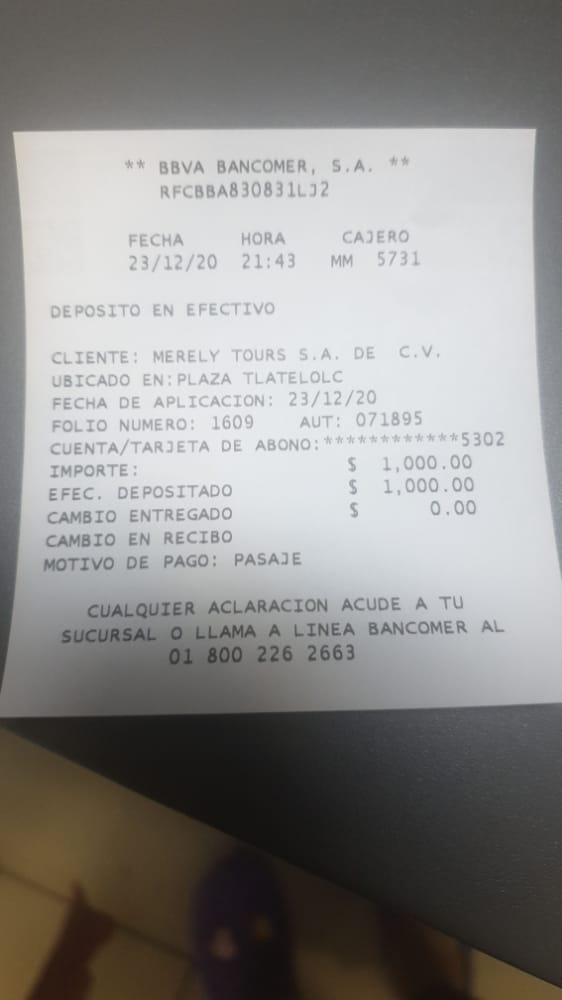 ** BBVA BANCOMER, S.A. **
RFCBBA830831LJ2
FECHA HORA CAJERO
23/12/20 21:43 MM 5731
DEPOSITO EN EFECTIVO
CLIENTE: MERELY TOURS S.A. DE C.V.
UBICADO EN:PLAZA TLATELOLC
FECHA DE APLICACION: 23/12/20
FOLIO NUMERO: 1609 AUT: 071895
CUENTA/TARJETA DE ABONO:************5302
IMPORTE: $ 1,000.00
EFEC. DEPOSITADO $ 1,000.00
CAMBIO ENTREGADO $ 0.00
CAMBIO EN RECIBO
MOTIVO DE PAGO: PASAJE
CUALQUIER ACLARACION ACUDE A TU
SUCURSAL O LLAMA A LINEA BANCOMER AL
01 800 226 2663